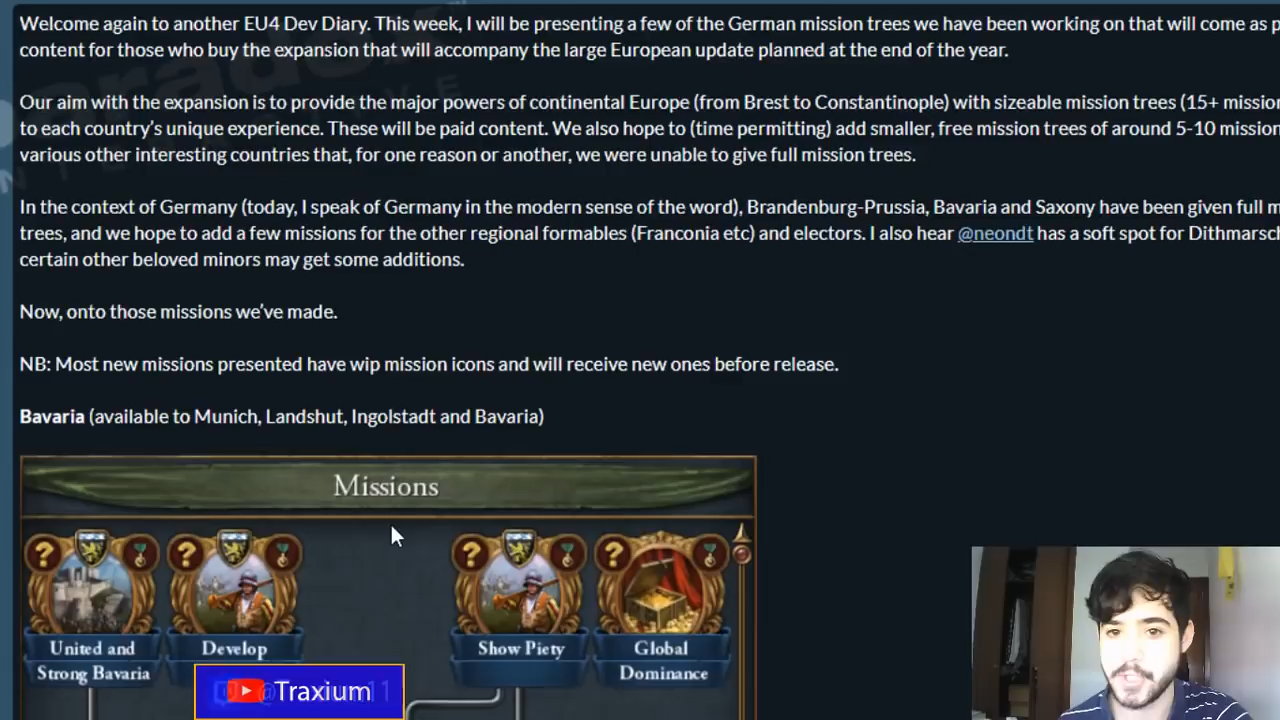 Welcome again to another EU4 Dev Diary. This week, I will be presenting a few of the German mission trees we have been working on that will come as p
content for those who buy the expansion that will accompany the large European update planned at the end of the year.
Our aim with the expansion is to provide the major powers of continental Europe (from Brest to Constantinople) with sizeable mission trees (15+ mission
to each country's unique experience. These will be paid content. We also hope to (time permitting) add smaller, free mission trees of around 5-10 mission
various other interesting countries that, for one reason or another, we were unable to give full mission trees.
In the context of Germany (today, I speak of Germany in the modern sense of the word), Brandenburg-Prussia, Bavaria and Saxony have been given full m
trees, and we hope to add a few missions for the other regional formables (Franconia etc) and electors. I also hear @neondt has a soft spot for Dithmarsch
certain other beloved minors may get some additions.
Now, onto those missions we've made.
NB: Most new missions presented have wip mission icons and will receive new ones before release.
Bavaria (available to Munich, Landshut, Ingolstadt and Bavaria)
Missions
United and Strong Bavaria
Develop
Show Piety
Global Dominance
Traxium